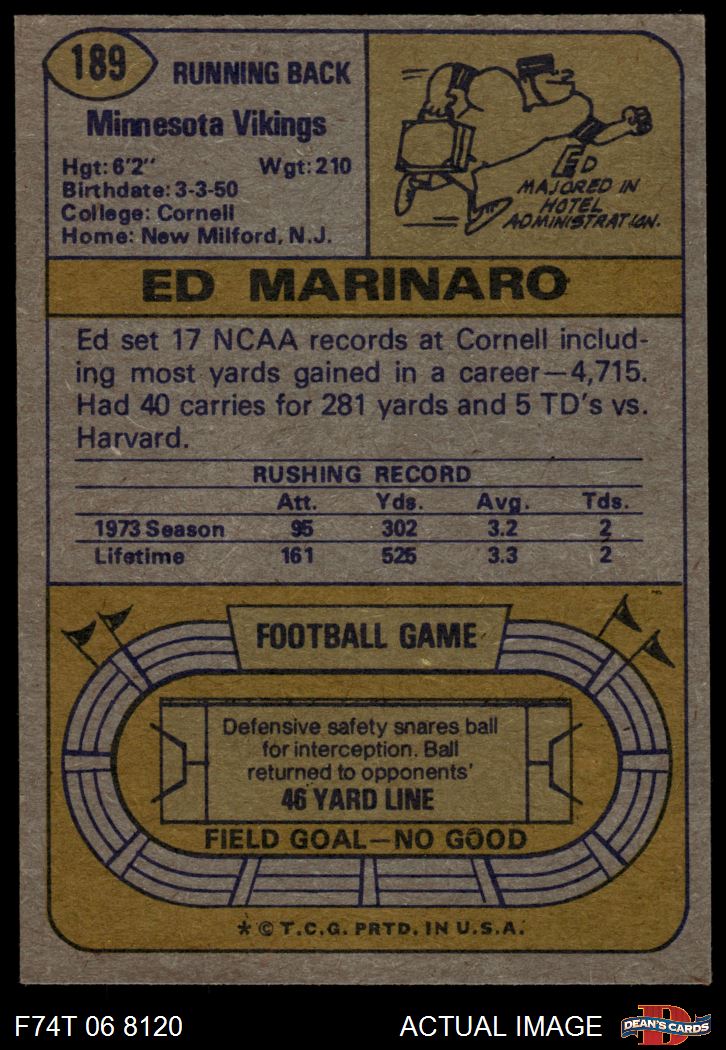 189
RUNNING BACK
Minnesota Vikings
Hgt: 6'2" Wgt: 210
Birthdate: 3-3-50
College: Cornell
Home: New Milford, N.J.
ED
MAJORED IN
HOTEL
ADMINISTRATION.
ED MARINARO
Ed set 17 NCAA records at Cornell includ-
ing most yards gained in a career—4,715.
Had 40 carries for 281 yards and 5 TD's vs.
Harvard.
RUSHING RECORD
Att. Yds. Avg. Tds.
1973 Season 95 302 3.2 2
Lifetime 161 525 3.3 2
FOOTBALL GAME
Defensive safety snares ball
for interception. Ball
returned to opponents'
46 YARD LINE
FIELD GOAL—NO GOOD
* © T.C.G. PRTD. IN U.S.A.
F74T 06 8120 ACTUAL IMAGE
D
DEAN'S CARDS